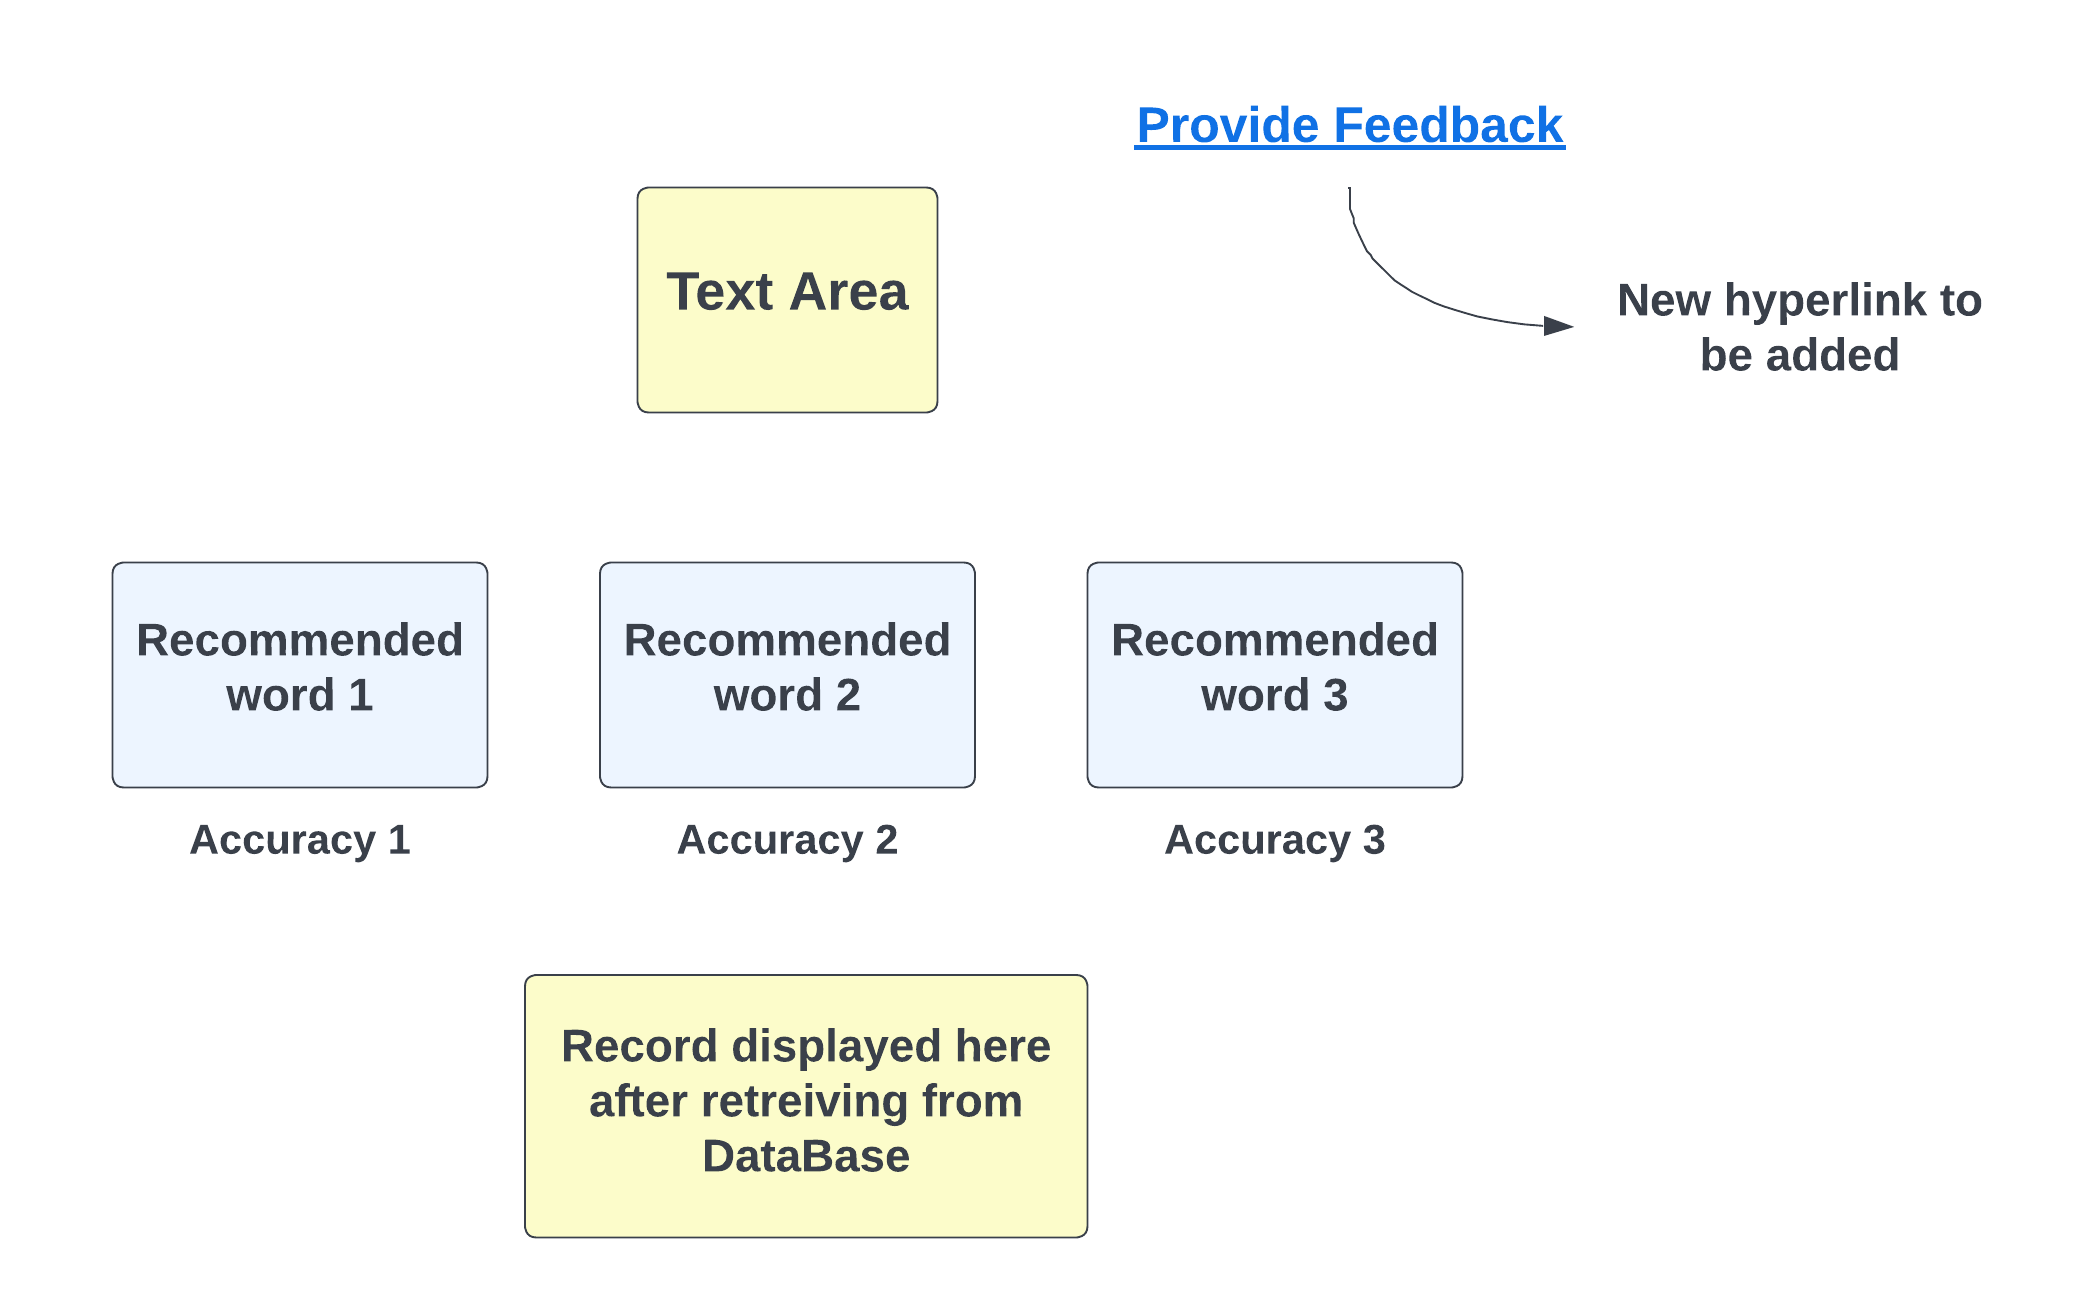 Provide Feedback
Text Area
New hyperlink to
be added
Recommended
word 1
Recommended
word 2
Recommended
word 3
Accuracy 1
Accuracy 2
Accuracy 3
Record displayed here
after retreiving from
DataBase